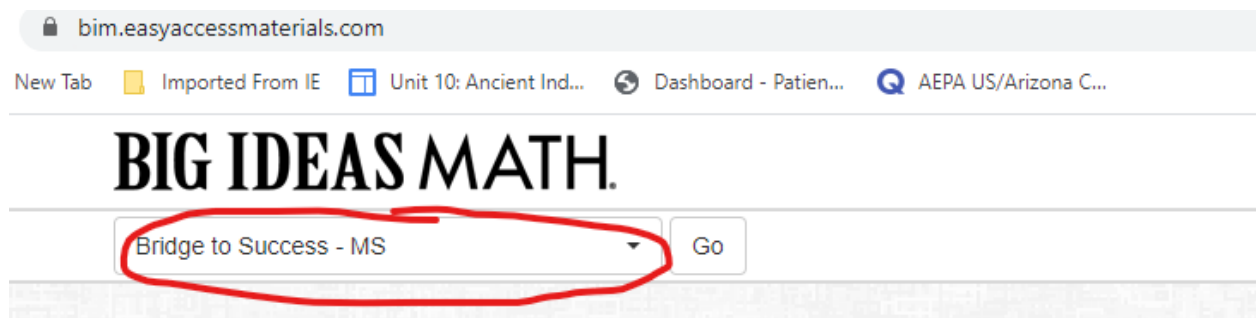 bim.easyaccessmaterials.com
New Tab Imported From IE Unit 10: Ancient Ind... Dashboard - Patien... AEPA US/Arizona C...
BIG IDEAS MATH®
Bridge to Success - MS Go